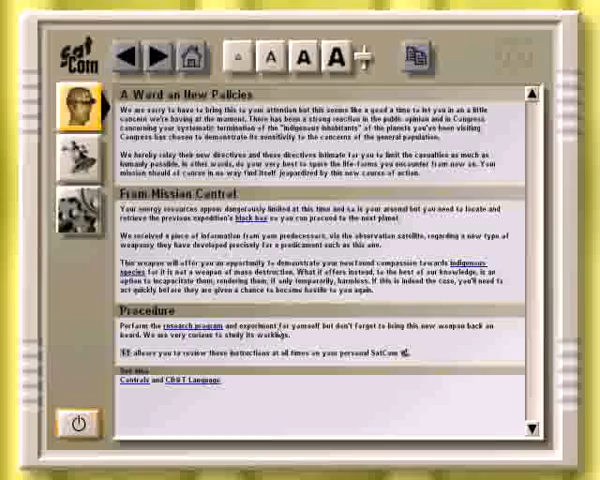 Sat
Com
A A A A
A Word on New Policies
We are sorry to have to bring this to your attention but this seems like a good a time to let you in on a little
concern we're having at the moment. There has been a strong reaction in the public opinion and in Congress
concerning your systematic termination of the "indigenous inhabitants" of the planets you've been visiting
Congress has chosen to demonstrate its sensitivity to the concerns of the general population.
We hereby relay their new directives and those directives intimate for you to limit the casualties as much as
humanly possible. In other words, do your very best to spare the life-forms you encounter from now on. Your
mission should of course in no way find itself jeopardized by this new course of action.
From Mission Control
Your energy resources appear dangerously limited at this time and so is your arsenal but you need to locate and
retrieve the previous expedition's black box so you can proceed to the next planet.
We received a piece of information from your predecessors, via the observation satellite, regarding a new type of
weaponry they have developed precisely for a predicament such as this one.
This weapon will offer you an opportunity to demonstrate your newfound compassion towards indigenous
species for it is not a weapon of mass destruction. What it offers instead, to the best of our knowledge, is an
option to incapacitate them, rendering them, if only temporarily, harmless. If this is indeed the case, you'll need to
act quickly before they are given a chance to become hostile to you again.
Procedure
Perform the research program and experiment for yourself but don't forget to bring this new weapon back on
board. We are very curious to study its workings.
F1 allows you to review these instructions at all times on your personal SatCom
See also
Controls and CBOT Language